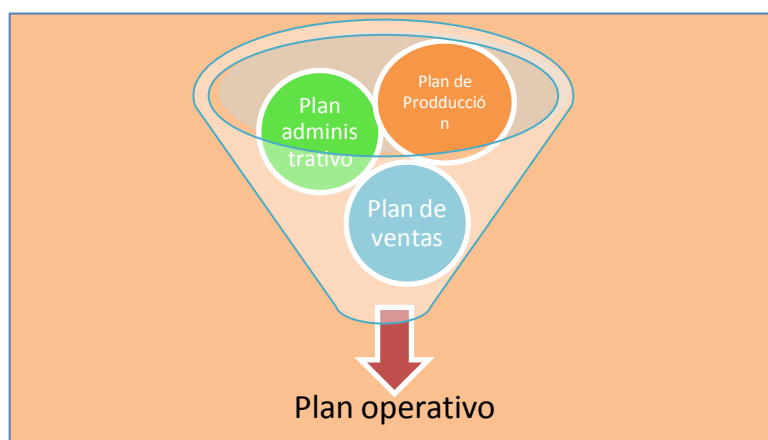 Plan
adminis
trativo
Plan de
Prodducció
n
Plan de
ventas
Plan operativo